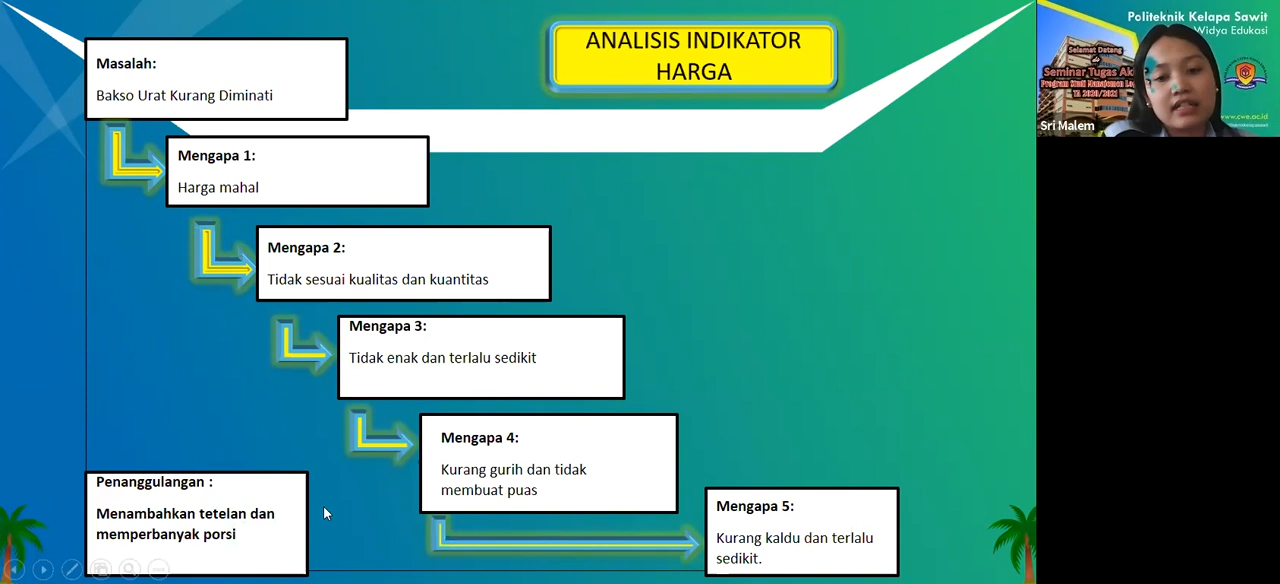 ANALISIS INDIKATOR
HARGA
Masalah:
Bakso Urat Kurang Diminati
Mengapa 1:
Harga mahal
Mengapa 2:
Tidak sesuai kualitas dan kuantitas
Mengapa 3:
Tidak enak dan terlalu sedikit
Mengapa 4:
Kurang gurih dan tidak
membuat puas
Mengapa 5:
Kurang kaldu dan terlalu
sedikit.
Penanggulangan :
Menambahkan tetelan dan
memperbanyak porsi
Politeknik Kelapa Sawit
Widya Edukasi
Selamat Datang
di
Seminar Tugas Ak
Program Studi Manajemen Lo
T.A 2020/2021
www.cwe.ac.id
Sri Malem